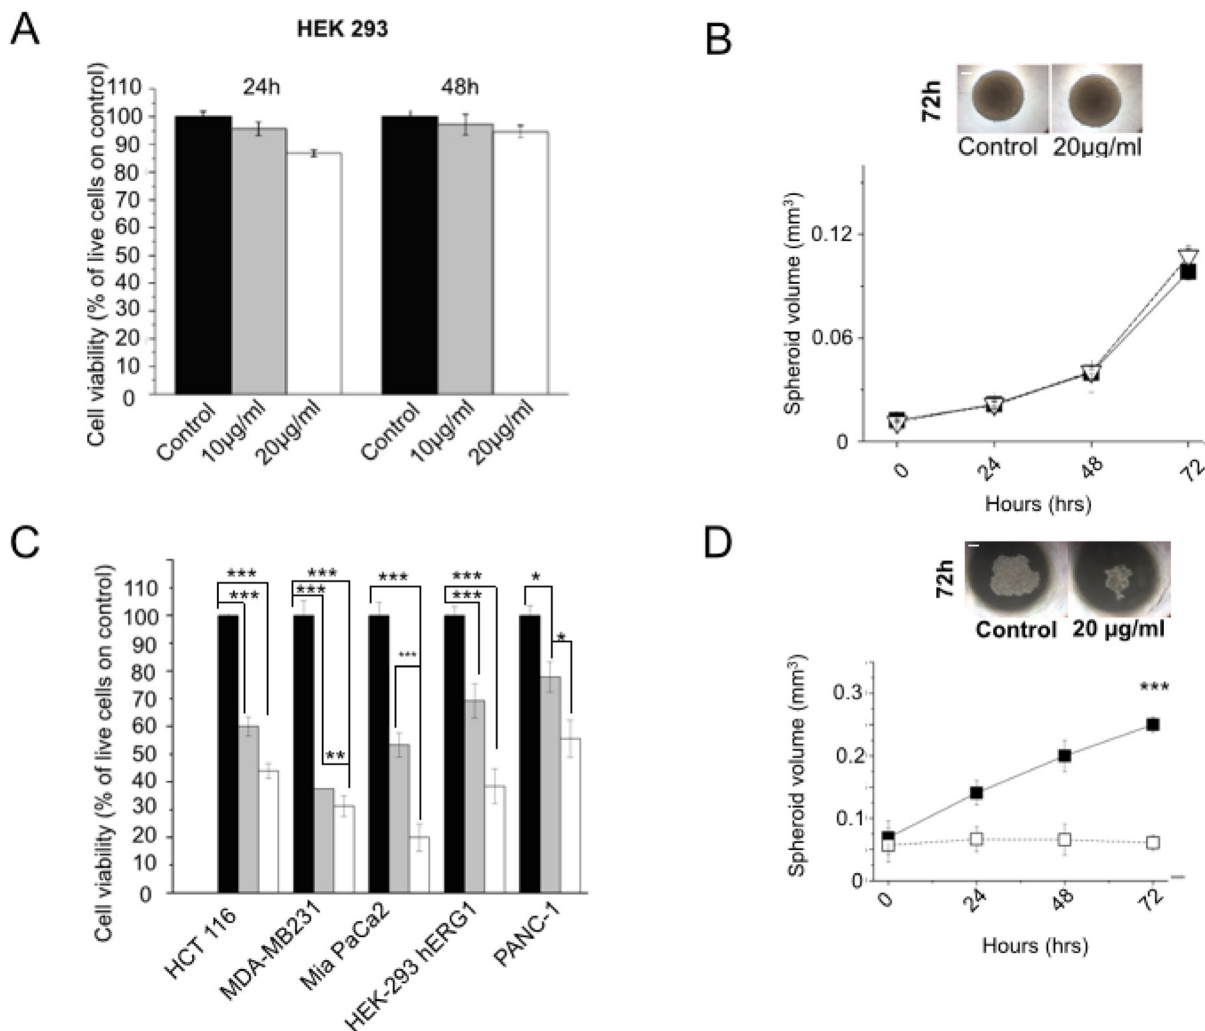 A
HEK 293
24h
48h
Cell viability (% of live cells on control)
110
100
90
80
70
60
50
40
30
20
10
0
Control
10µg/ml
20µg/ml
Control
10µg/ml
20µg/ml
B
72h
Control
20µg/ml
Spheroid volume (mm³)
0.12
0.06
0
0
24
48
72
Hours (hrs)
C
Cell viability (% of live cells on control)
110
100
90
80
70
60
50
40
30
20
10
0
***
***
***
***
**
***
***
***
***
*
*
HCT 116
MDA-MB231
Mia PaCa2
HEK-293 hERG1
PANC-1
D
72h
Control
20 µg/ml
Spheroid volume (mm³)
0.3
0.2
0.1
0
***
0
24
48
72
Hours (hrs)